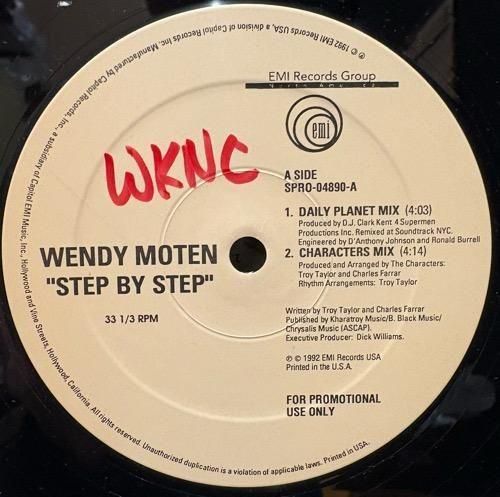 EMI Records Group
North America
emi
WKNC
A SIDE
SPRO-04890-A
1. DAILY PLANET MIX (4:03)
Produced by D.J. Clark Kent 4 Supermen
Productions Inc. Remixed at Soundtrack NYC.
Engineered by D'Anthony Johnson and Ronald Burrell
2. CHARACTERS MIX (4:14)
Produced and Arranged by The Characters:
Troy Taylor and Charles Farrar
Rhythm Arrangements: Troy Taylor
WENDY MOTEN
"STEP BY STEP"
33 1/3 RPM
Written by Troy Taylor and Charles Farrar
Published by Kharatroy Music/B. Black Music/
Chrysalis Music (ASCAP).
Executive Producer: Dick Williams.
℗ © 1992 EMI Records USA
Printed in the U.S.A.
FOR PROMOTIONAL
USE ONLY
℗ © 1992 EMI Records USA, a division of Capitol Records Inc. Manufactured by Capitol Records, Inc., a subsidiary of Capitol EMI Music, Inc., Hollywood and Vine Streets, Hollywood, California. All rights reserved. Unauthorized duplication is a violation of applicable laws. Printed in USA.